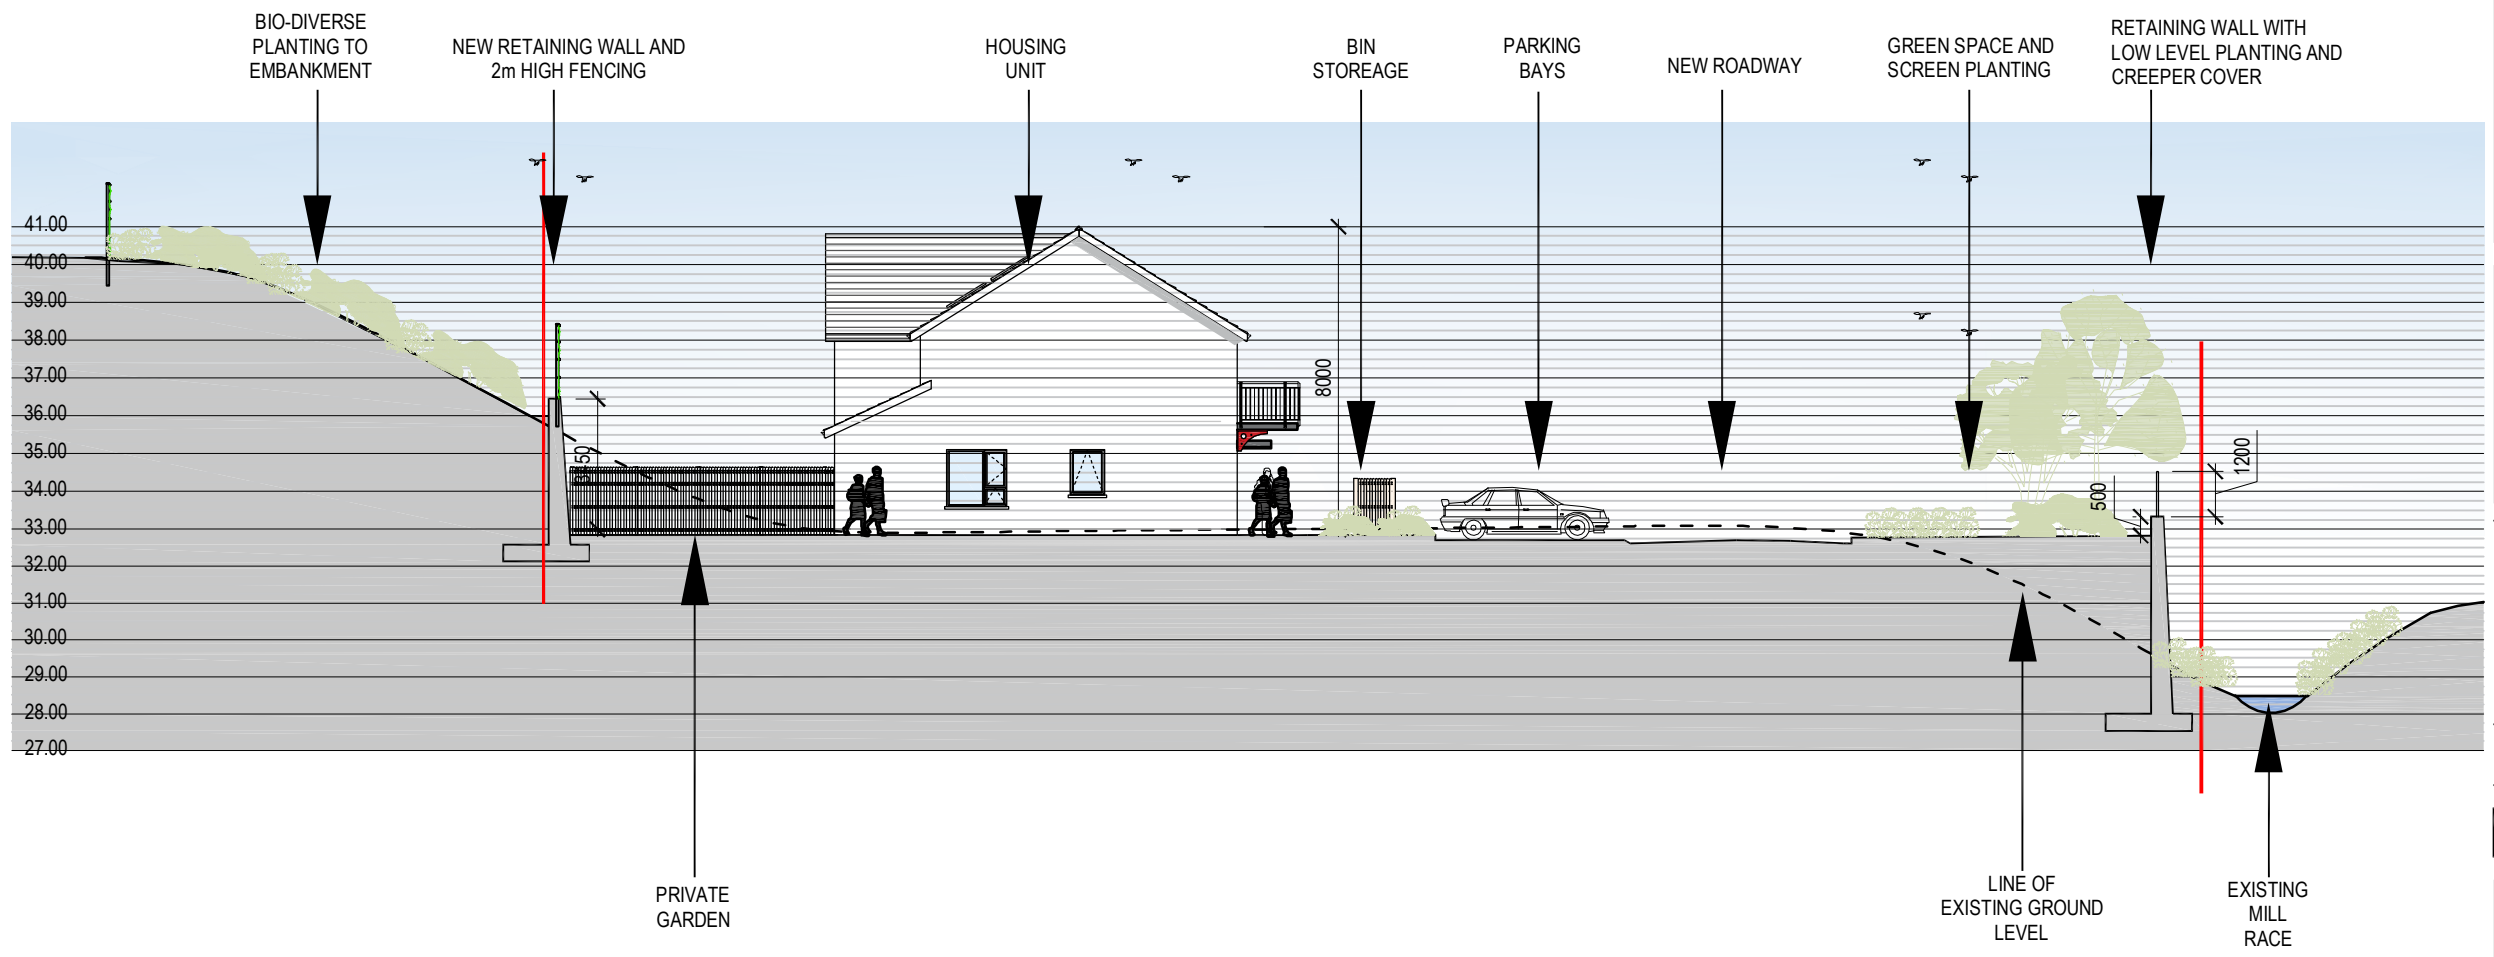 BIO-DIVERSE
PLANTING TO
EMBANKMENT
NEW RETAINING WALL AND
2m HIGH FENCING
HOUSING
UNIT
BIN
STOREAGE
PARKING
BAYS
NEW ROADWAY
GREEN SPACE AND
SCREEN PLANTING
RETAINING WALL WITH
LOW LEVEL PLANTING AND
CREEPER COVER
41.00
40.00
39.00
38.00
37.00
36.00
35.00
34.00
33.00
32.00
31.00
30.00
29.00
28.00
27.00
8000
500
1200
PRIVATE
GARDEN
LINE OF
EXISTING GROUND
LEVEL
EXISTING
MILL
RACE